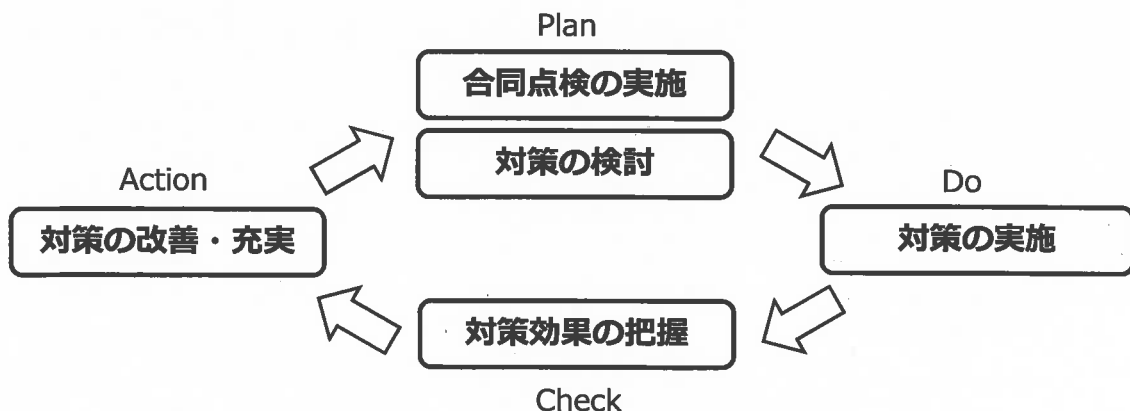 Plan
合同点検の実施
対策の検討
Action
Do
対策の改善・充実
対策の実施
対策効果の把握
Check